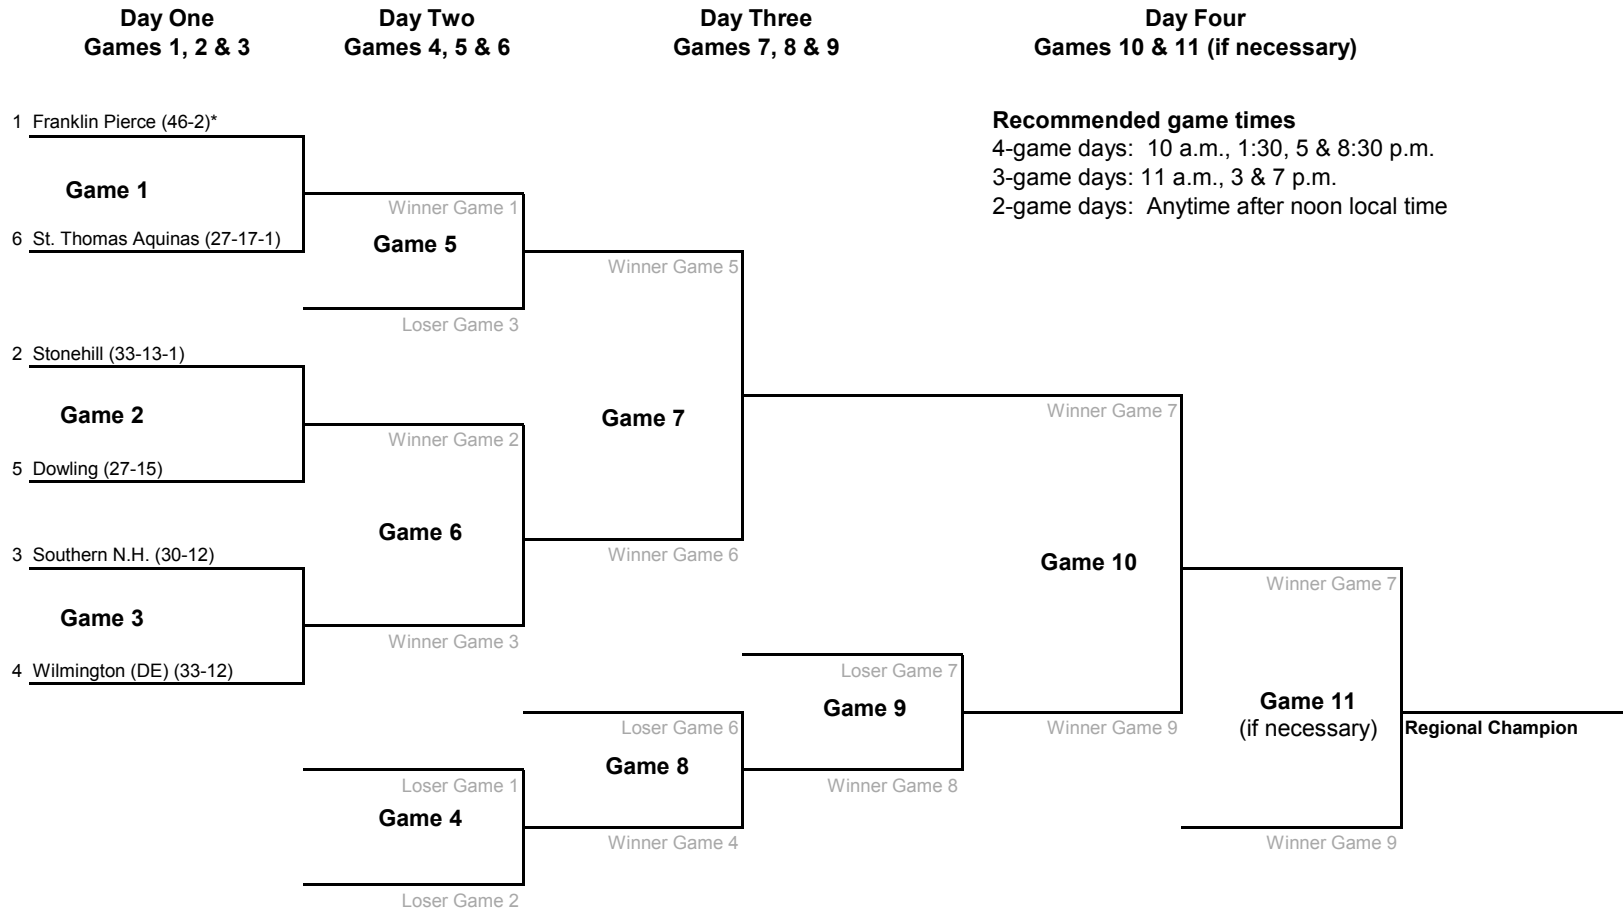 Day One
Games 1, 2 & 3
Day Two
Games 4, 5 & 6
Day Three
Games 7, 8 & 9
Day Four
Games 10 & 11 (if necessary)
Recommended game times
4-game days:  10 a.m., 1:30, 5 & 8:30 p.m.
3-game days: 11 a.m., 3 & 7 p.m.
2-game days:  Anytime after noon local time
1 Franklin Pierce (46-2)*
Game 1
6 St. Thomas Aquinas (27-17-1)
2 Stonehill (33-13-1)
Game 2
5 Dowling (27-15)
3 Southern N.H. (30-12)
Game 3
4 Wilmington (DE) (33-12)
Winner Game 1
Game 5
Loser Game 3
Winner Game 2
Game 6
Winner Game 3
Loser Game 1
Game 4
Loser Game 2
Winner Game 5
Game 7
Winner Game 6
Loser Game 6
Game 8
Winner Game 4
Loser Game 7
Game 9
Winner Game 8
Winner Game 7
Game 10
Winner Game 9
Winner Game 7
Game 11
(if necessary)
Winner Game 9
Regional Champion